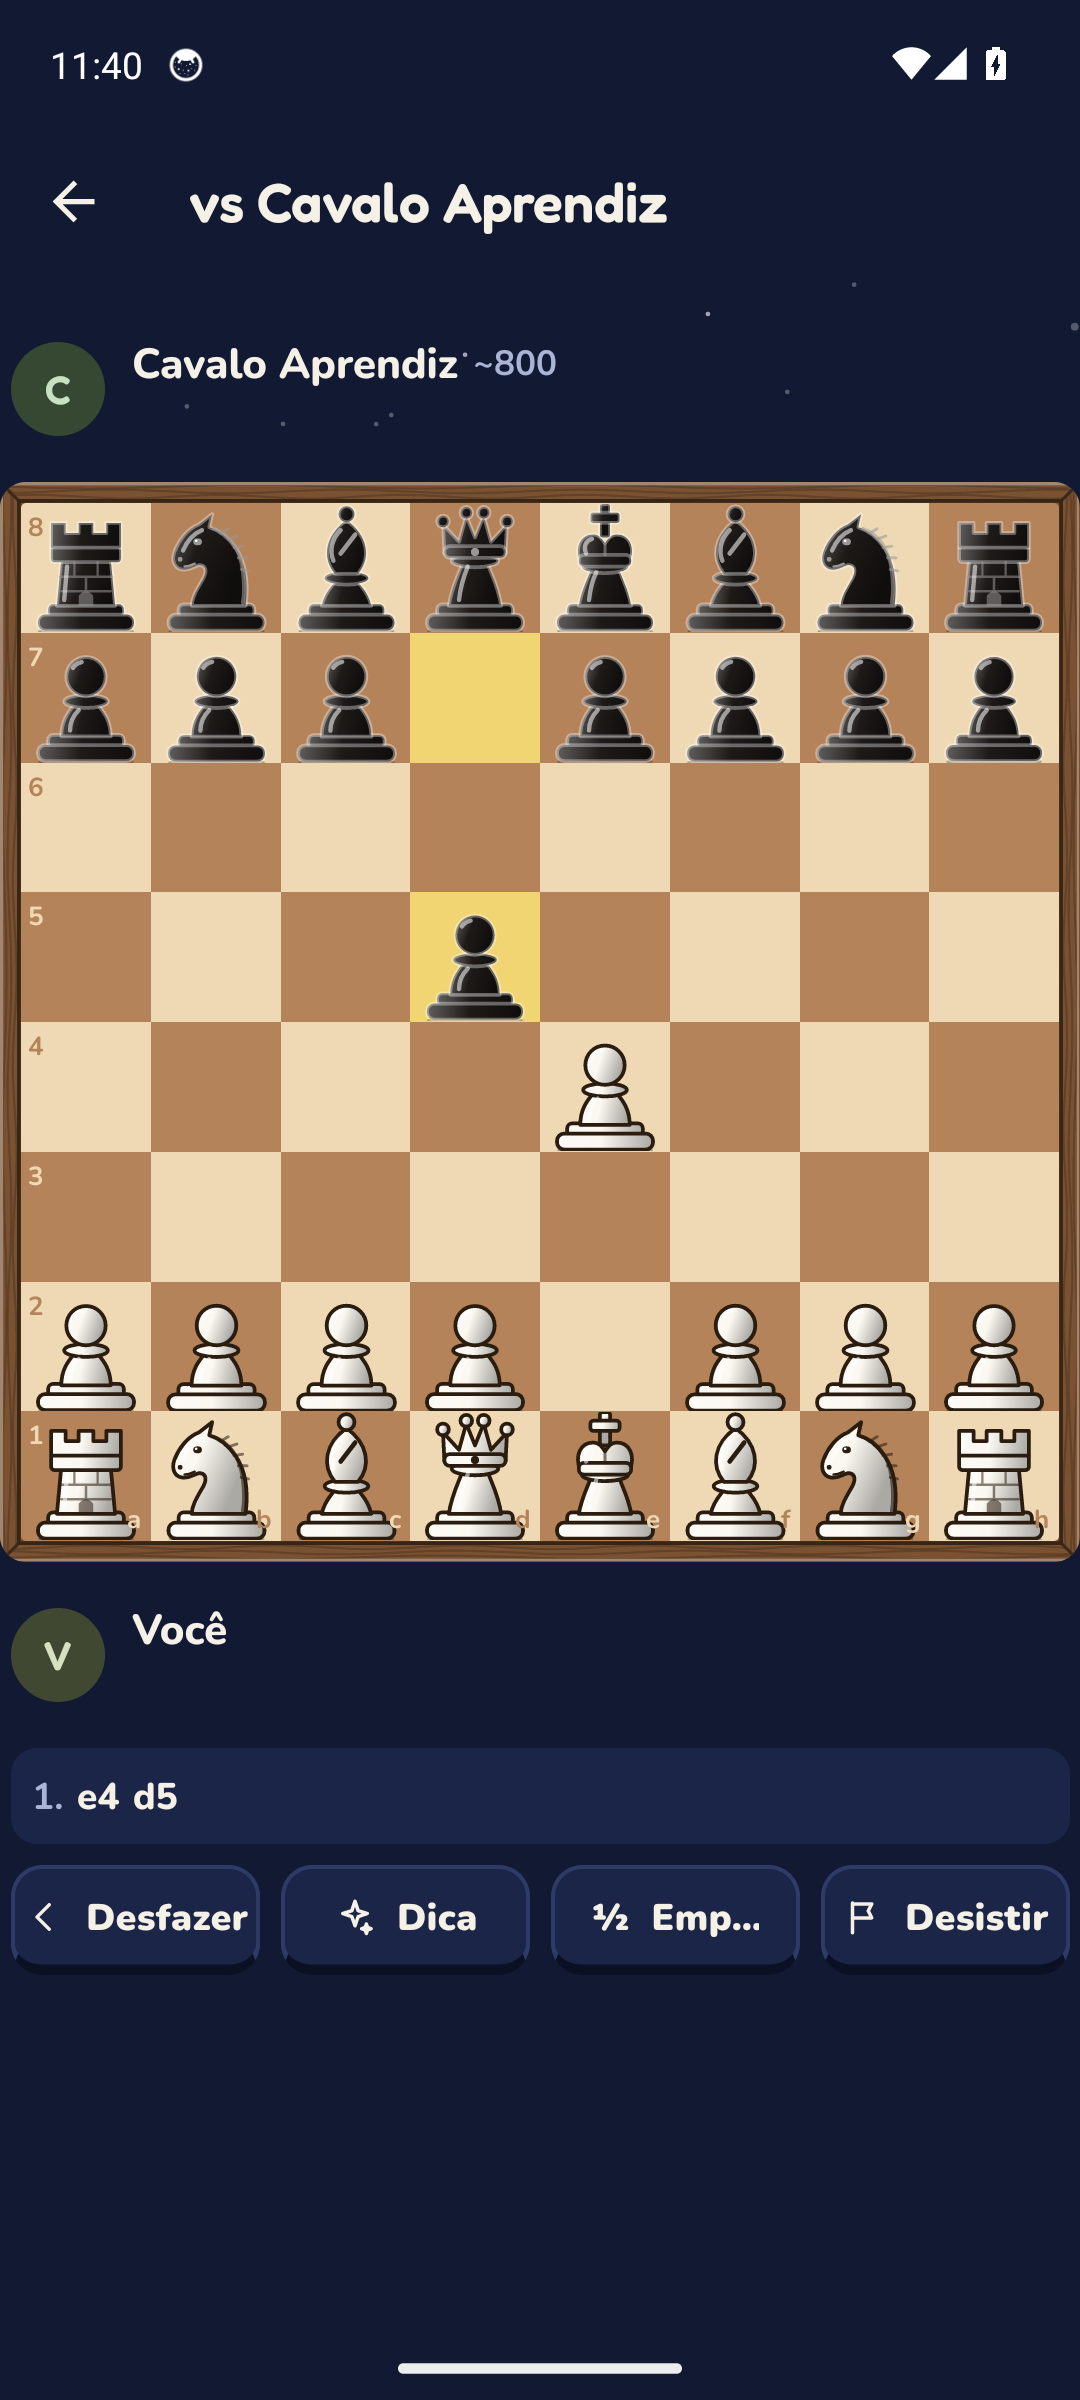 11:40
vs Cavalo Aprendiz
C
Cavalo Aprendiz ~800
8
7
6
5
4
3
2
1
a b c d e f g h
V
Você
1. e4 d5
Desfazer
Dica
½ Emp...
Desistir